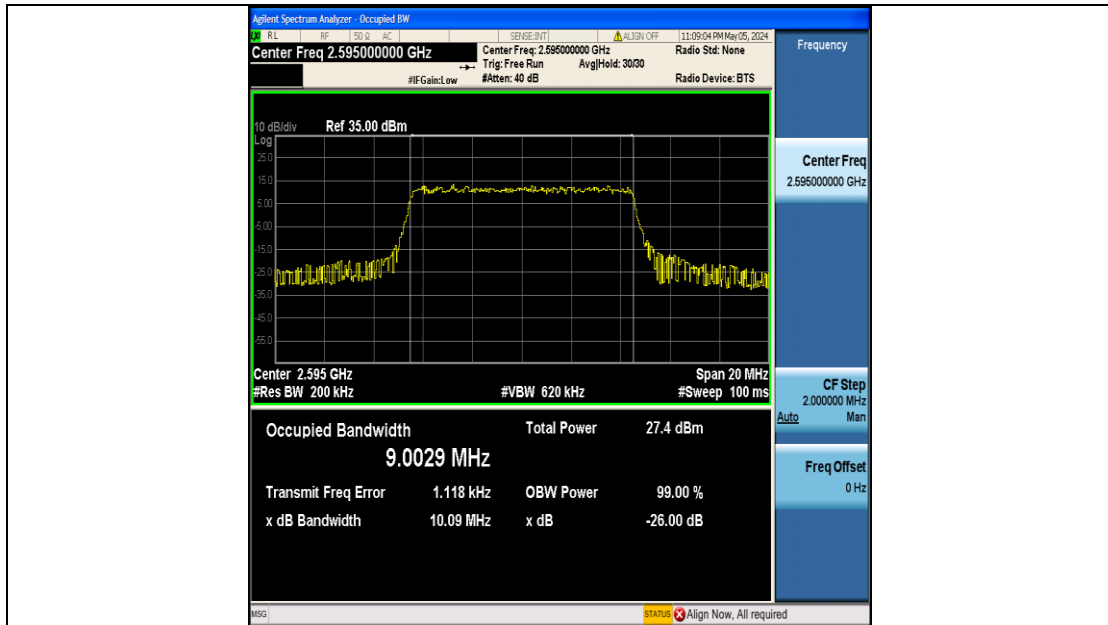 Agilent Spectrum Analyzer - Occupied BW
RL RF 50 Ω AC SENSE:INT ALIGN OFF 11:09:04 PM May 05, 2024
Center Freq 2.595000000 GHz
Center Freq: 2.595000000 GHz Radio Std: None
Trig: Free Run Avg|Hold: 30/30
#IFGain:Low #Atten: 40 dB Radio Device: BTS
Frequency
10 dB/div Ref 35.00 dBm
Log
25.0
15.0
5.00
-5.00
-15.0
-25.0
-35.0
-45.0
-55.0
Center 2.595 GHz Span 20 MHz
#Res BW 200 kHz #VBW 620 kHz #Sweep 100 ms
Occupied Bandwidth Total Power 27.4 dBm
9.0029 MHz
Transmit Freq Error 1.118 kHz OBW Power 99.00 %
x dB Bandwidth 10.09 MHz x dB -26.00 dB
Center Freq
2.595000000 GHz
CF Step
2.000000 MHz
Auto Man
Freq Offset
0 Hz
MSG STATUS Align Now, All required